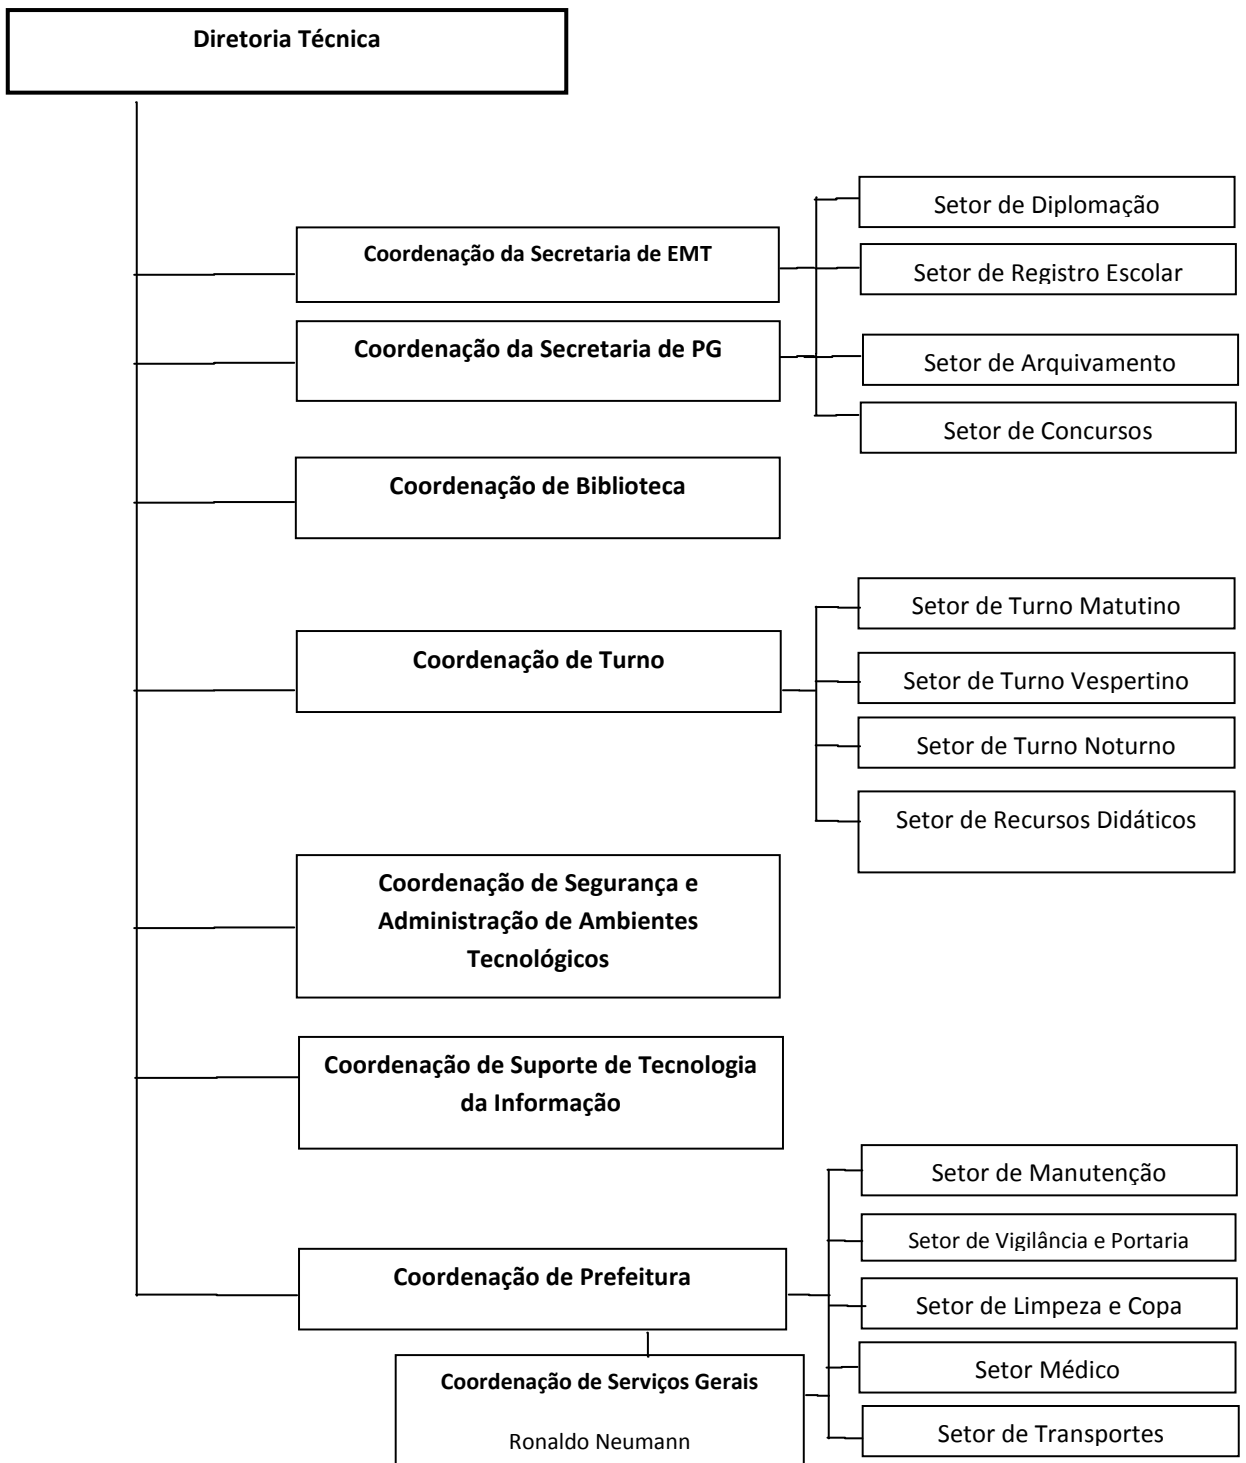 Diretoria Técnica
Coordenação da Secretaria de EMT
Setor de Diplomação
Setor de Registro Escolar
Coordenação da Secretaria de PG
Setor de Arquivamento
Setor de Concursos
Coordenação de Biblioteca
Coordenação de Turno
Setor de Turno Matutino
Setor de Turno Vespertino
Setor de Turno Noturno
Setor de Recursos Didáticos
Coordenação de Segurança e
Administração de Ambientes
Tecnológicos
Coordenação de Suporte de Tecnologia
da Informação
Coordenação de Prefeitura
Setor de Manutenção
Setor de Vigilância e Portaria
Setor de Limpeza e Copa
Setor Médico
Setor de Transportes
Coordenação de Serviços Gerais
Ronaldo Neumann